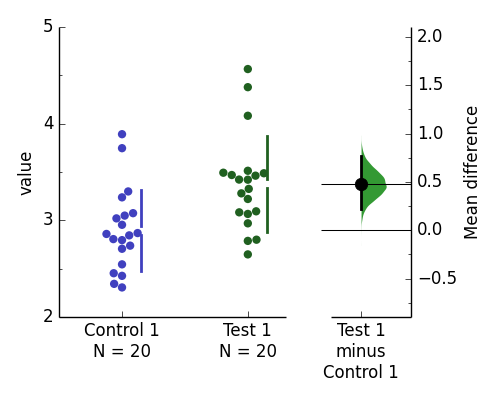 5
4
3
2
value
Control 1
N = 20
Test 1
N = 20
2.0
1.5
1.0
0.5
0.0
−0.5
Mean difference
Test 1
minus
Control 1